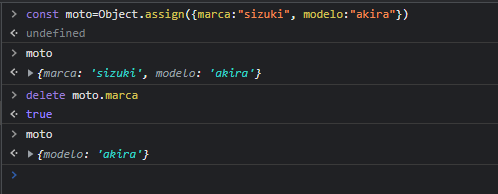 const moto=Object.assign({marca:"sizuki", modelo:"akira"})
undefined
moto
{marca: 'sizuki', modelo: 'akira'}
delete moto.marca
true
moto
{modelo: 'akira'}